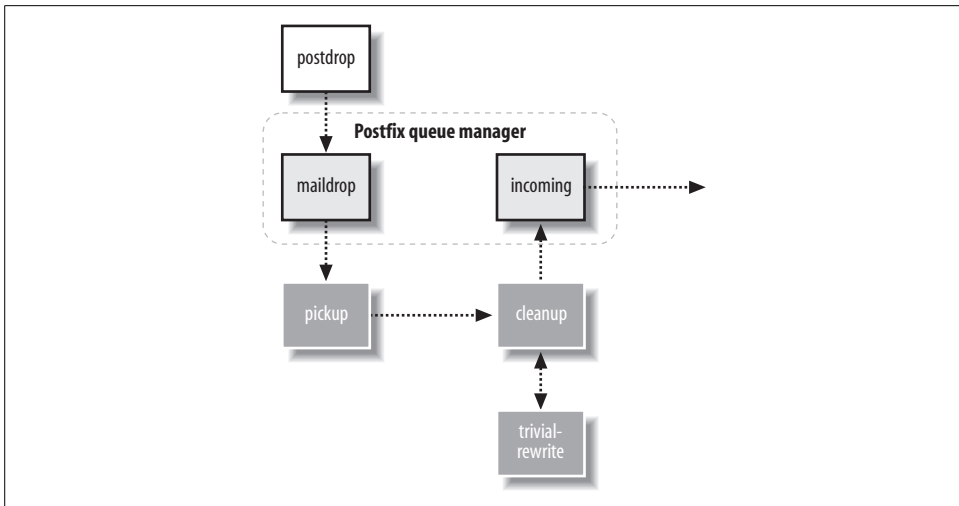 postdrop
Postfix queue manager
maildrop
incoming
pickup
cleanup
trivial-
rewrite